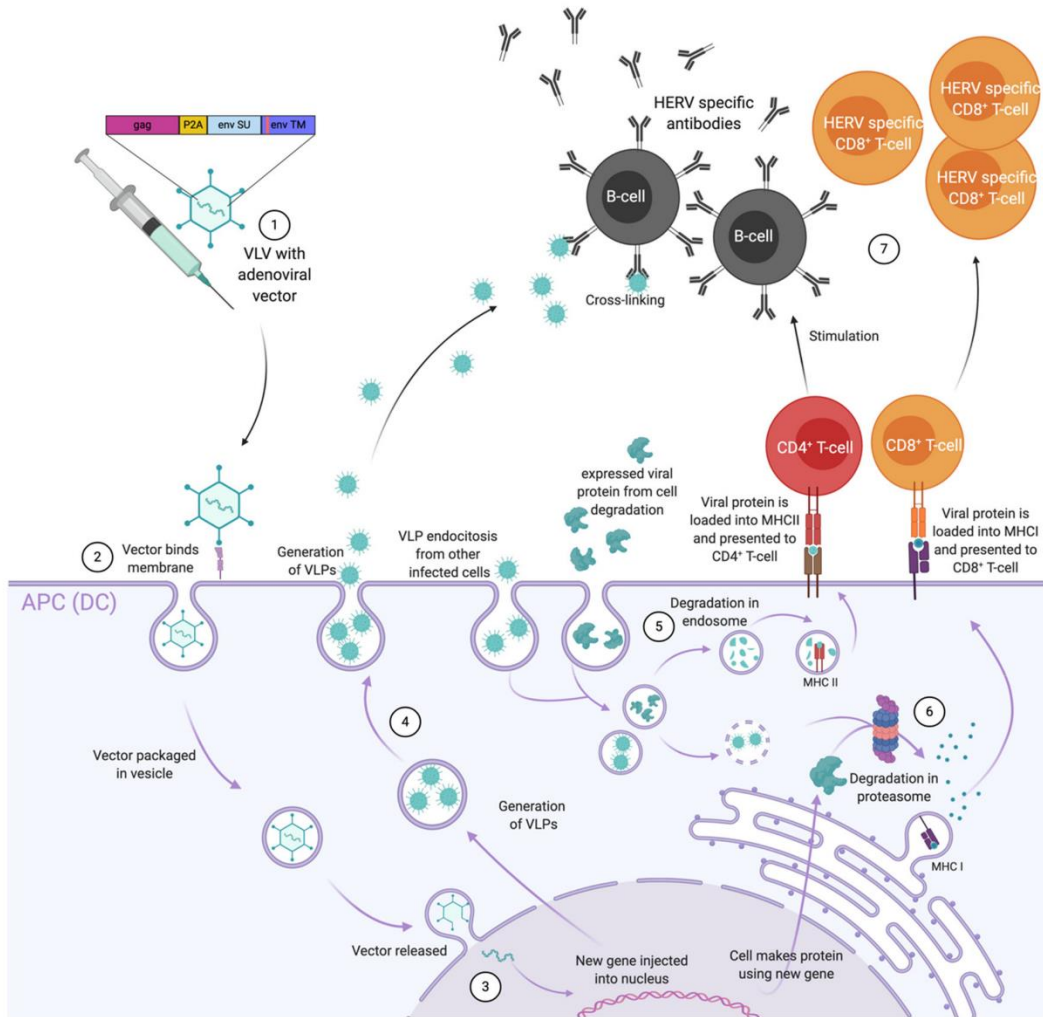 gag P2A env SU env TM
1
VLV with
adenoviral
vector
HERV specific
antibodies
B-cell
B-cell
Cross-linking
HERV specific
CD8⁺ T-cell
HERV specific
CD8⁺ T-cell
HERV specific
CD8⁺ T-cell
7
Stimulation
CD4⁺ T-cell
CD8⁺ T-cell
Viral protein is
loaded into MHCII
and presented to
CD4⁺ T-cell
Viral protein is
loaded into MHCI
and presented to
CD8⁺ T-cell
expressed viral
protein from cell
degradation
2
Vector binds
membrane
Generation
of VLPs
VLP endocitosis
from other
infected cells
APC (DC)
5
Degradation in
endosome
MHC II
6
Degradation in
proteasome
MHC I
4
Vector packaged
in vesicle
Generation
of VLPs
Vector released
3
New gene injected
into nucleus
Cell makes protein
using new gene